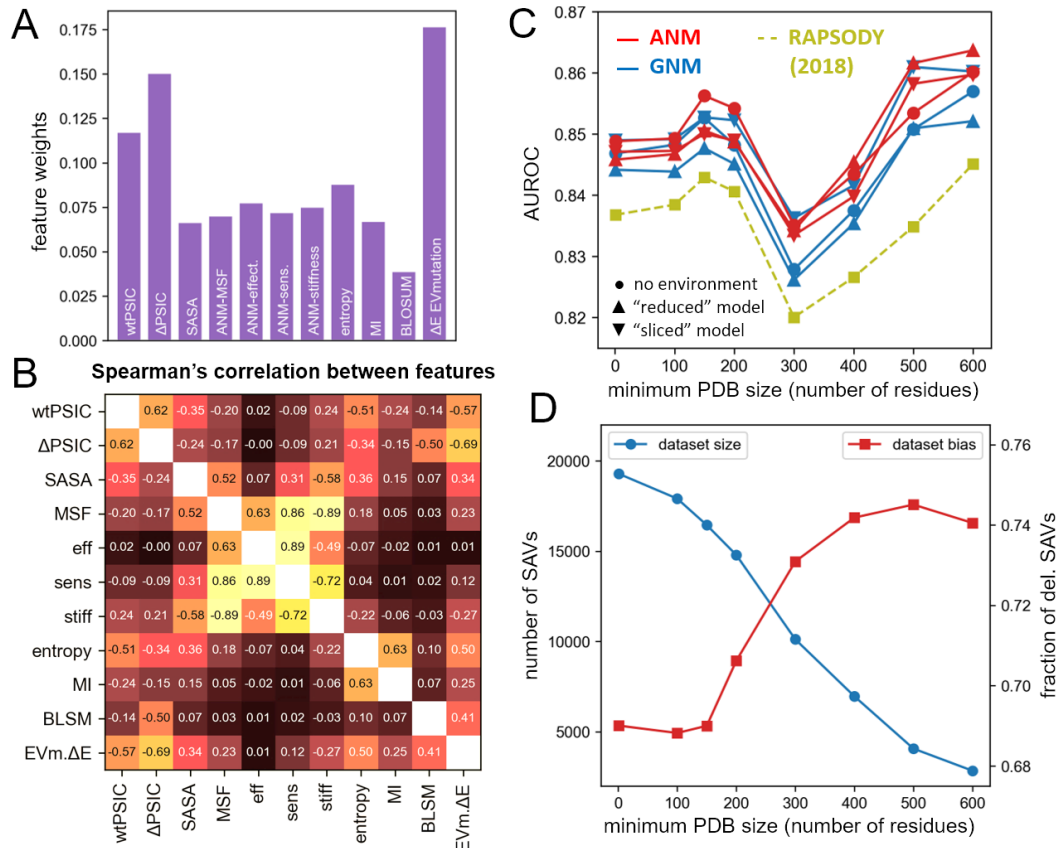 A
0.175
0.150
0.125
0.100
0.075
0.050
0.025
0.000
feature weights
wtPSIC
ΔPSIC
SASA
ANM-MSF
ANM-effect.
ANM-sens.
ANM-stiffness
entropy
MI
BLOSUM
ΔE EVmutation
B
Spearman's correlation between features
wtPSIC 0.62 -0.35 -0.20 0.02 -0.09 0.24 -0.51 -0.24 -0.14 -0.57
ΔPSIC 0.62 -0.24 -0.17 -0.00 -0.09 0.21 -0.34 -0.15 -0.50 -0.69
SASA -0.35 -0.24 0.52 0.07 0.31 -0.58 0.36 0.15 0.07 0.34
MSF -0.20 -0.17 0.52 0.63 0.86 -0.89 0.18 0.05 0.03 0.23
eff 0.02 -0.00 0.07 0.63 0.89 -0.49 -0.07 -0.02 0.01 0.01
sens -0.09 -0.09 0.31 0.86 0.89 -0.72 0.04 0.01 0.02 0.12
stiff 0.24 0.21 -0.58 -0.89 -0.49 -0.72 -0.22 -0.06 -0.03 -0.27
entropy -0.51 -0.34 0.36 0.18 -0.07 0.04 -0.22 0.63 0.10 0.50
MI -0.24 -0.15 0.15 0.05 -0.02 0.01 -0.06 0.63 0.07 0.25
BLSM -0.14 -0.50 0.07 0.03 0.01 0.02 -0.03 0.10 0.07 0.41
EVm.ΔE -0.57 -0.69 0.34 0.23 0.01 0.12 -0.27 0.50 0.25 0.41
wtPSIC
ΔPSIC
SASA
MSF
eff
sens
stiff
entropy
MI
BLSM
EVm.ΔE
C
0.87
0.86
0.85
0.84
0.83
0.82
AUROC
ANM
GNM
RAPSODY
(2018)
no environment
"reduced" model
"sliced" model
0 100 200 300 400 500 600
minimum PDB size (number of residues)
D
dataset size
dataset bias
20000
15000
10000
5000
number of SAVs
0.76
0.74
0.72
0.70
0.68
fraction of del. SAVs
0 100 200 300 400 500 600
minimum PDB size (number of residues)